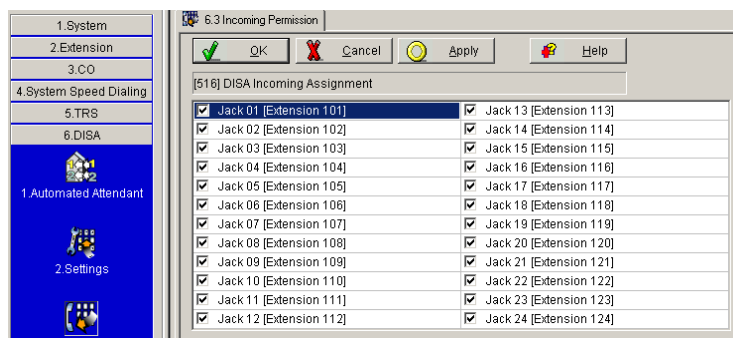 1.System
2.Extension
3.CO
4.System Speed Dialing
5.TRS
6.DISA
1.Automated Attendant
2.Settings
6.3 Incoming Permission
OK Cancel Apply Help
[516] DISA Incoming Assignment
Jack 01 [Extension 101] Jack 13 [Extension 113]
Jack 02 [Extension 102] Jack 14 [Extension 114]
Jack 03 [Extension 103] Jack 15 [Extension 115]
Jack 04 [Extension 104] Jack 16 [Extension 116]
Jack 05 [Extension 105] Jack 17 [Extension 117]
Jack 06 [Extension 106] Jack 18 [Extension 118]
Jack 07 [Extension 107] Jack 19 [Extension 119]
Jack 08 [Extension 108] Jack 20 [Extension 120]
Jack 09 [Extension 109] Jack 21 [Extension 121]
Jack 10 [Extension 110] Jack 22 [Extension 122]
Jack 11 [Extension 111] Jack 23 [Extension 123]
Jack 12 [Extension 112] Jack 24 [Extension 124]